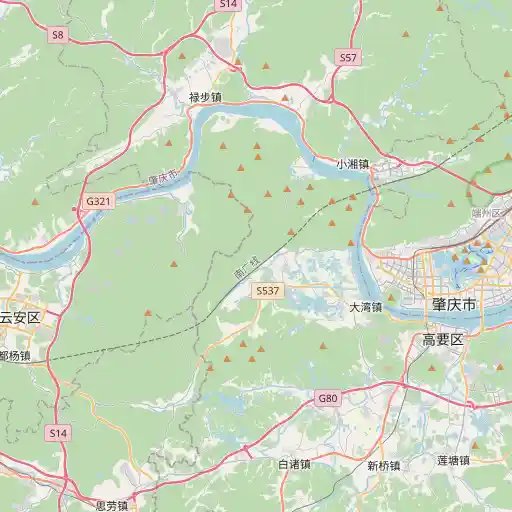 S14
S8
S57
禄步镇
小湘镇
肇庆市
G321
端州区
南广线
S537
大湾镇
肇庆市
云安区
高要区
都杨镇
G80
S14
白诸镇
新桥镇
莲塘镇
思劳镇